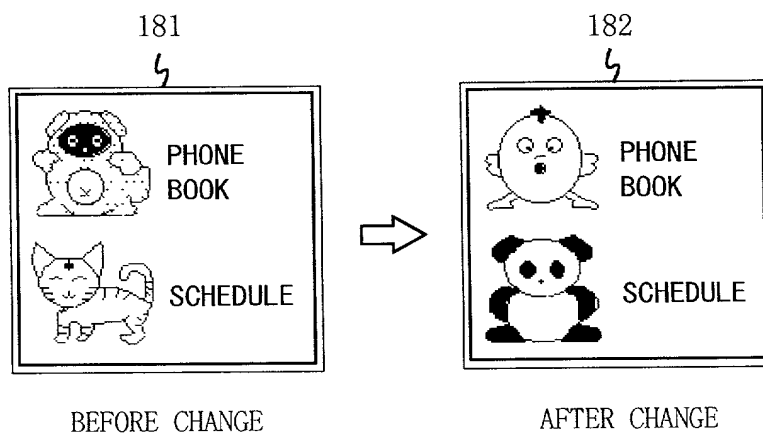 181
PHONE
BOOK
SCHEDULE
BEFORE CHANGE
182
PHONE
BOOK
SCHEDULE
AFTER CHANGE